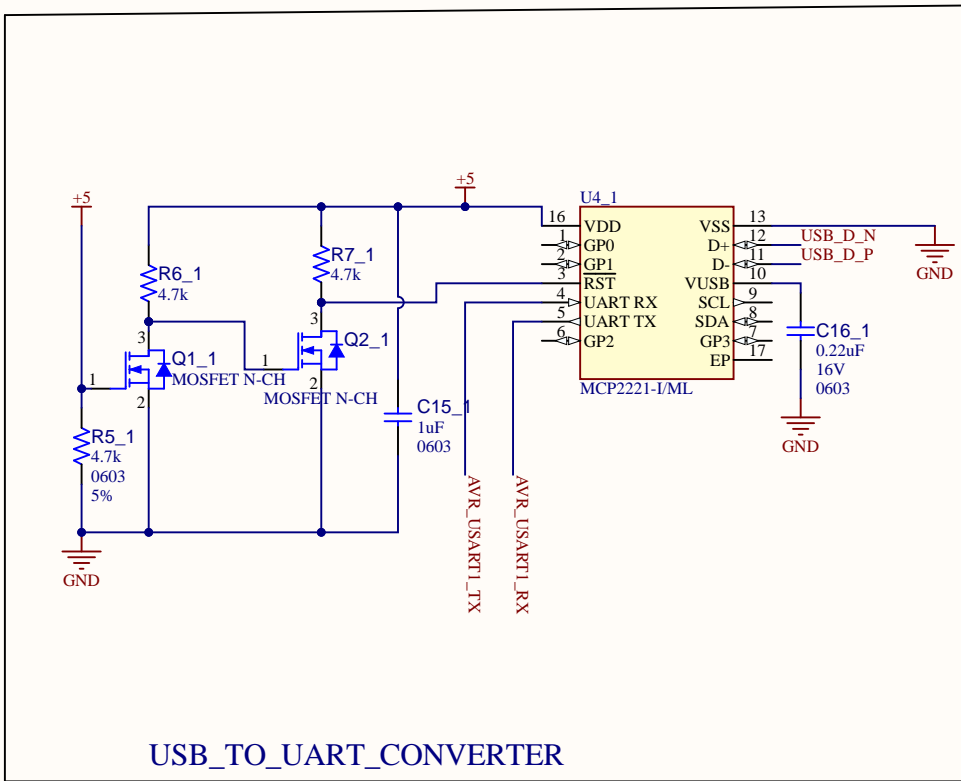 +5
R6_1
4.7k
3
Q1_1
1
MOSFET N-CH
2
R5_1
4.7k
0603
5%
GND
R7_1
4.7k
3
Q2_1
1
2
MOSFET N-CH
C15_1
1uF
0603
+5
AVR_USART1_TX
AVR_USART1_RX
U4_1
16 VDD VSS 13
1 GP0 D+ 12 USB_D_N
2 GP1 D- 11 USB_D_P
3 RST VUSB 10
4 UART RX SCL 9
5 UART TX SDA 8
6 GP2 GP3 7
EP 17
MCP2221-I/ML
GND
C16_1
0.22uF
16V
0603
GND
USB_TO_UART_CONVERTER